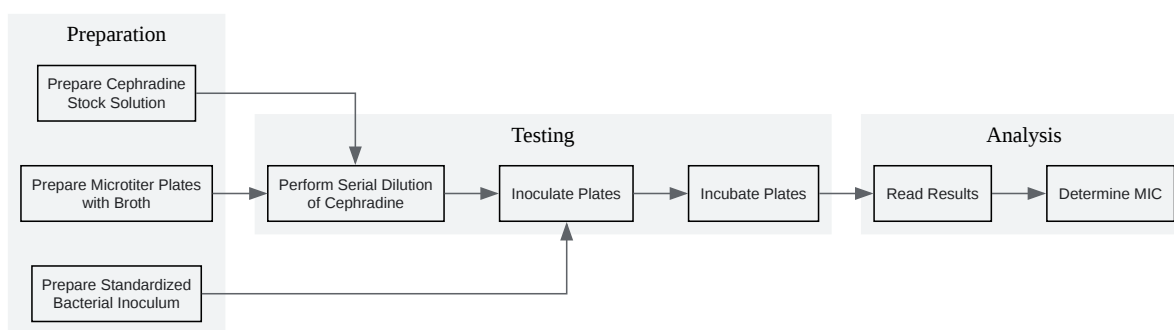 Preparation
Prepare Cephradine
Stock Solution
Prepare Microtiter Plates
with Broth
Prepare Standardized
Bacterial Inoculum
Testing
Perform Serial Dilution
of Cephradine
Inoculate Plates
Incubate Plates
Analysis
Read Results
Determine MIC